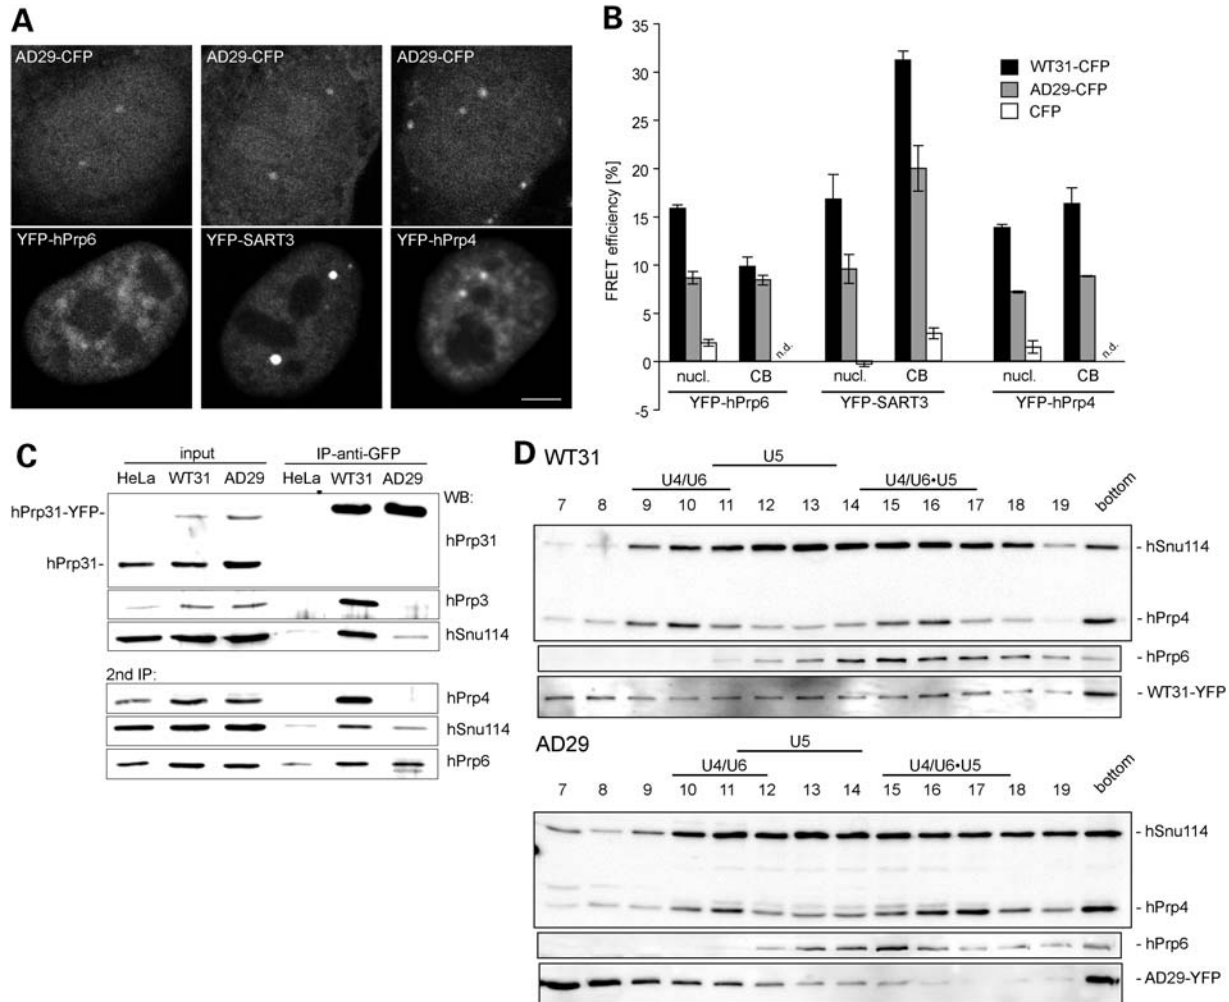 A
AD29-CFP
AD29-CFP
AD29-CFP
YFP-hPrp6
YFP-SART3
YFP-hPrp4
B
35
30
25
20
15
10
5
0
-5
FRET efficiency [%]
WT31-CFP
AD29-CFP
CFP
n.d.
n.d.
nucl. CB nucl. CB nucl. CB
YFP-hPrp6 YFP-SART3 YFP-hPrp4
C
input IP-anti-GFP
HeLa WT31 AD29 HeLa WT31 AD29
WB:
hPrp31-YFP-
hPrp31
hPrp31-
hPrp3
hSnu114
2nd IP:
hPrp4
hSnu114
hPrp6
D WT31
U5
U4/U6 U4/U6•U5
7 8 9 10 11 12 13 14 15 16 17 18 19 bottom
- hSnu114
- hPrp4
- hPrp6
- WT31-YFP
AD29
U5
U4/U6 U4/U6•U5
7 8 9 10 11 12 13 14 15 16 17 18 19 bottom
- hSnu114
- hPrp4
- hPrp6
- AD29-YFP